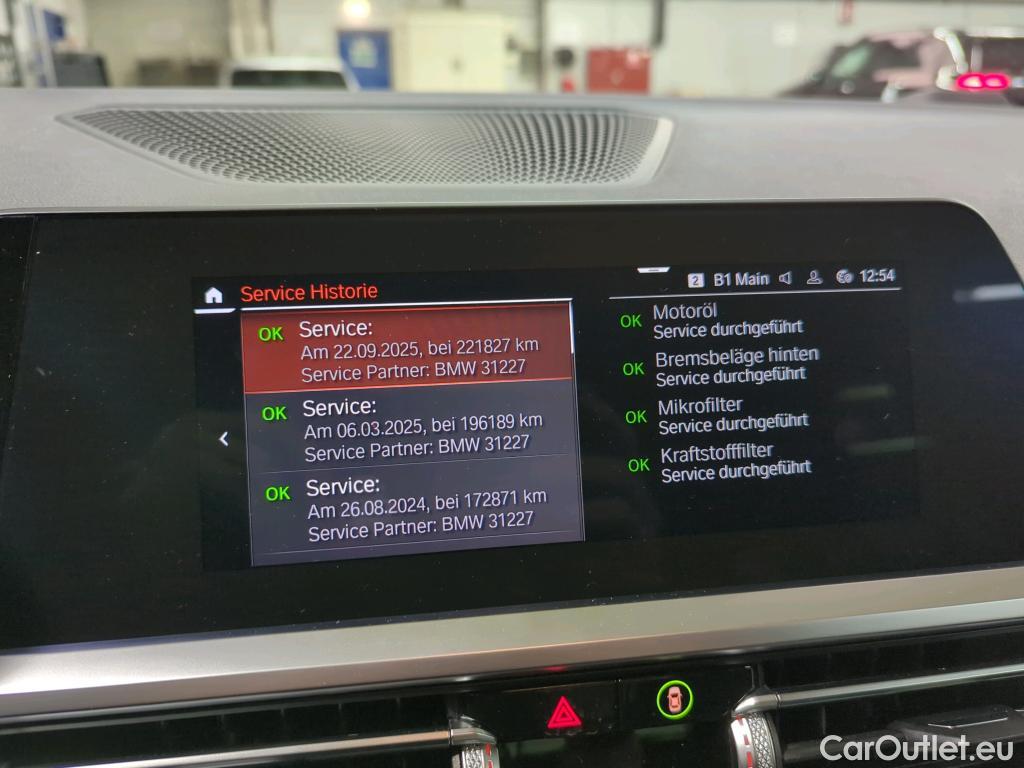 Service Historie
2 B1 Main 12:54
OK Service:
Am 22.09.2025, bei 221827 km
Service Partner: BMW 31227
OK Service:
Am 06.03.2025, bei 196189 km
Service Partner: BMW 31227
OK Service:
Am 26.08.2024, bei 172871 km
Service Partner: BMW 31227
OK Motoröl
Service durchgeführt
OK Bremsbeläge hinten
Service durchgeführt
OK Mikrofilter
Service durchgeführt
OK Kraftstofffilter
Service durchgeführt
CarOutlet.eu